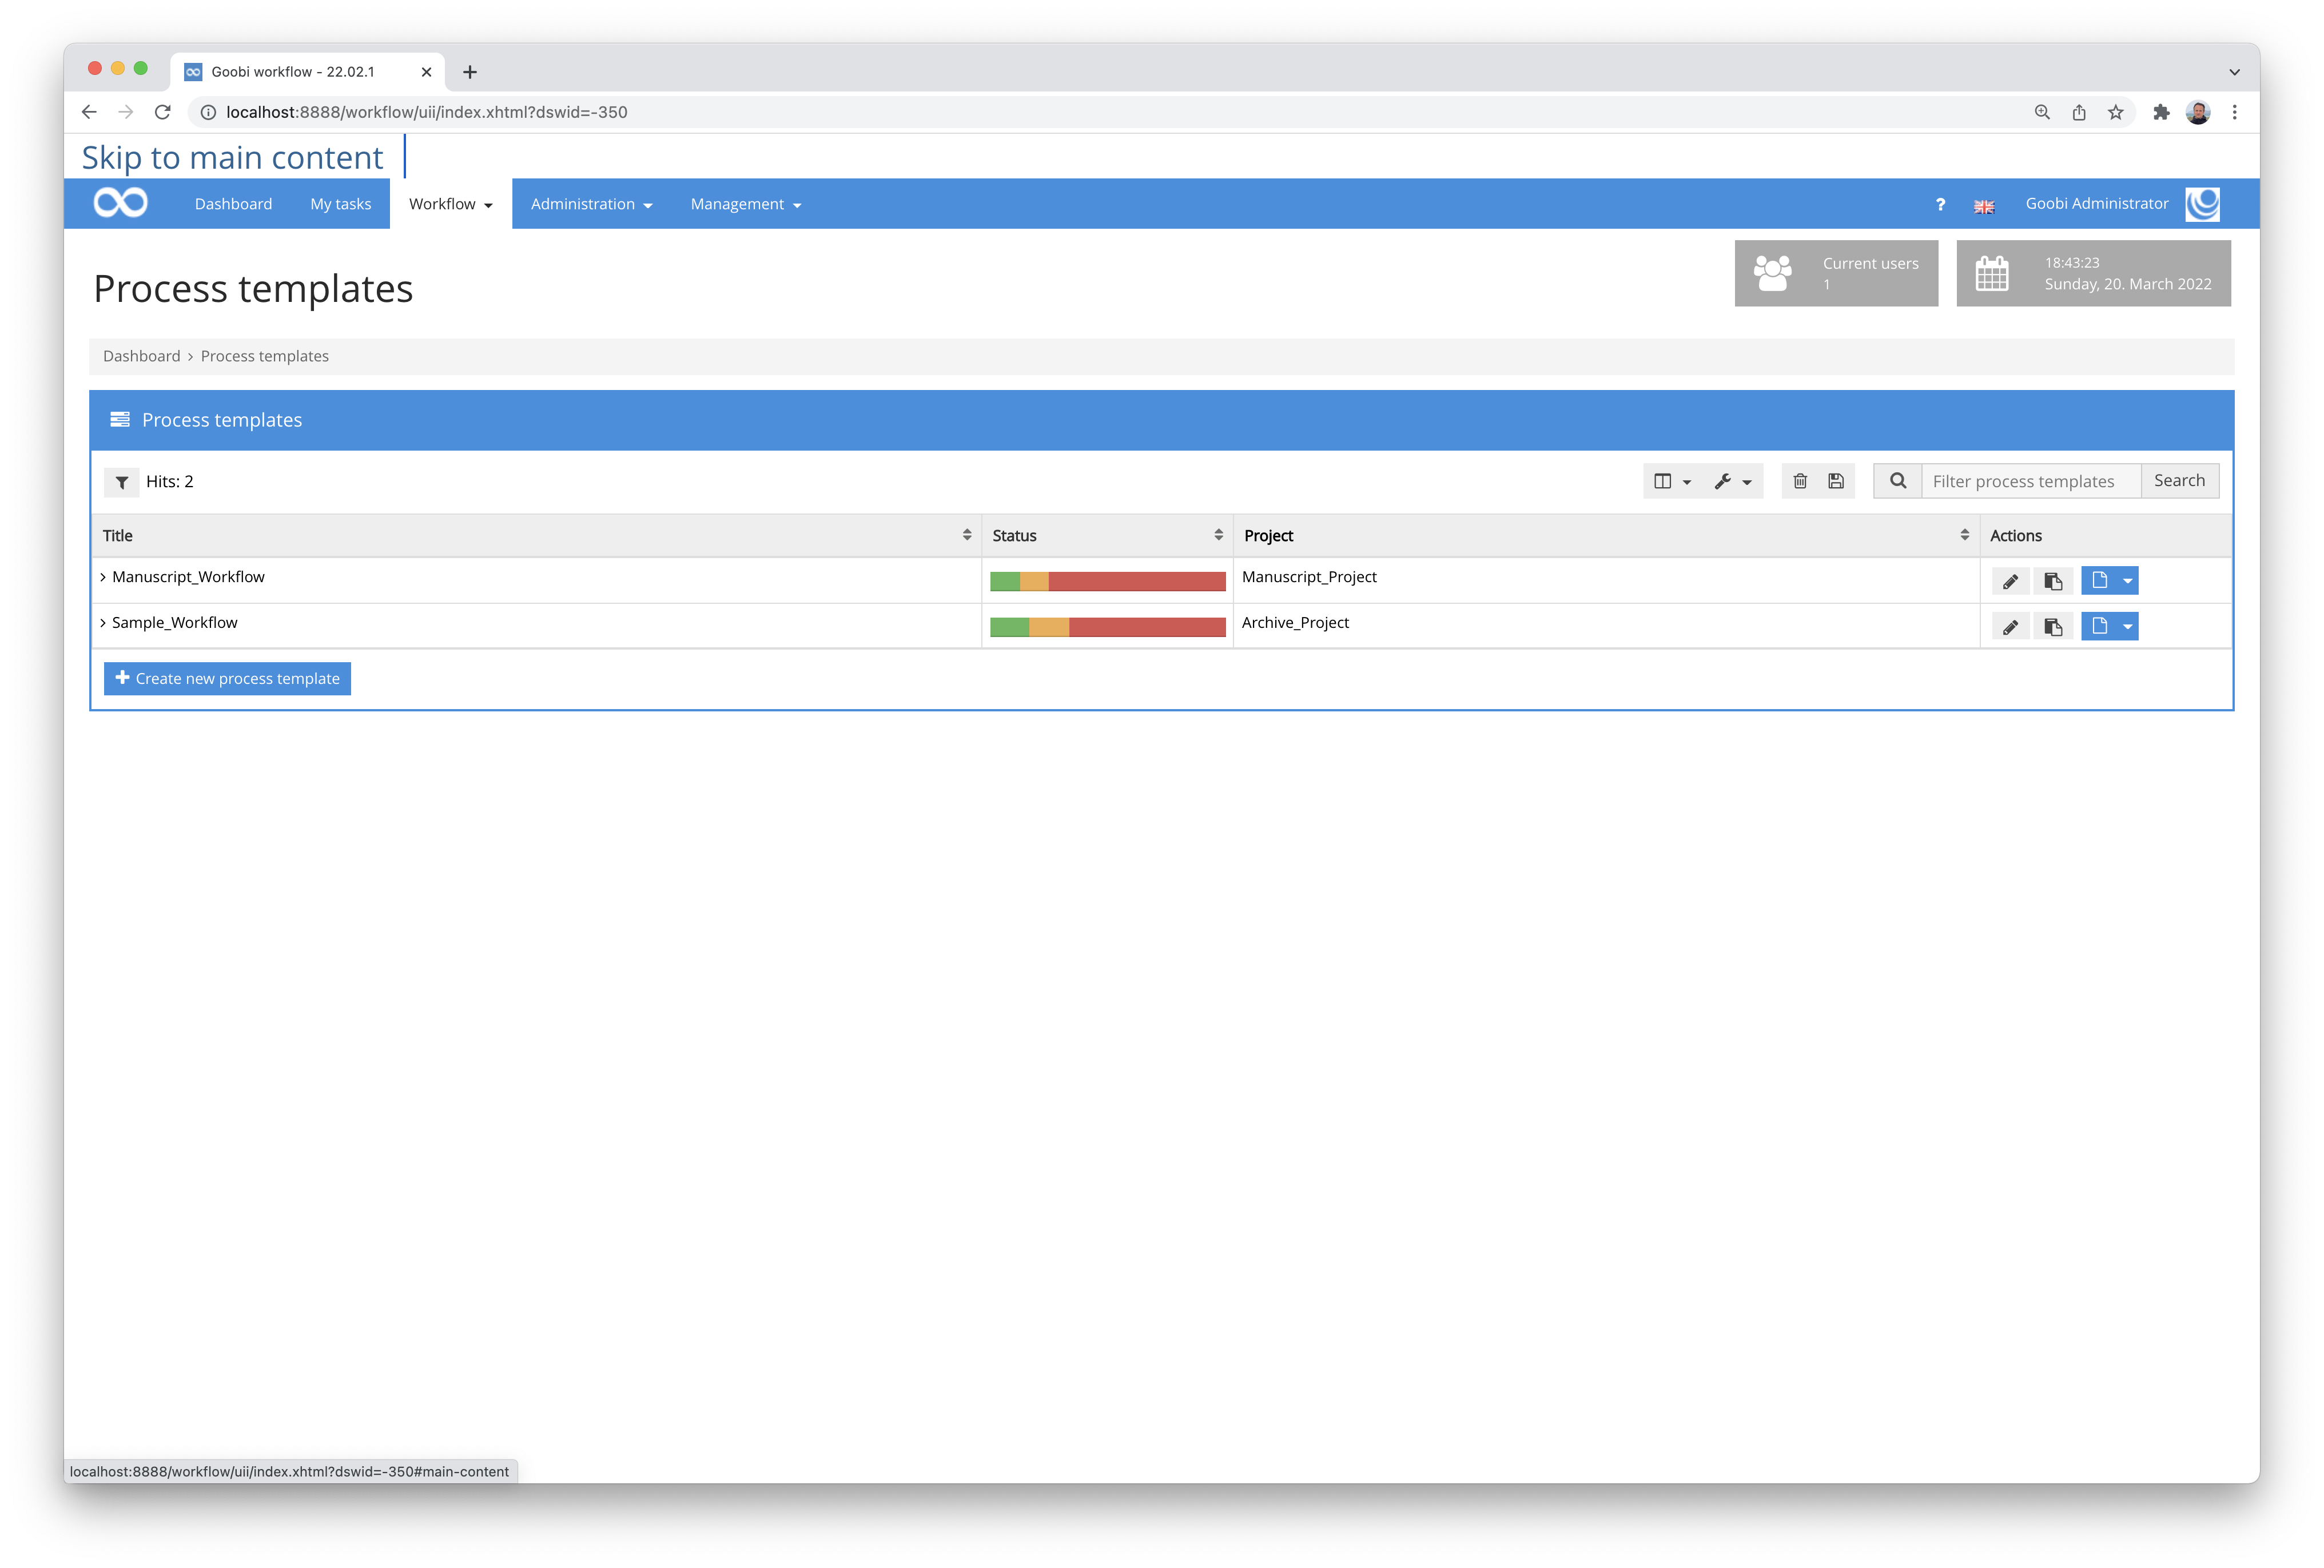 Goobi workflow - 22.02.1
localhost:8888/workflow/uii/index.xhtml?dswid=-350
Skip to main content
Dashboard My tasks Workflow Administration Management ? Goobi Administrator
Process templates
Current users
1
18:43:23
Sunday, 20. March 2022
Dashboard › Process templates
Process templates
Hits: 2
Filter process templates Search
Title Status Project Actions
Manuscript_Workflow Manuscript_Project
Sample_Workflow Archive_Project
Create new process template
localhost:8888/workflow/uii/index.xhtml?dswid=-350#main-content